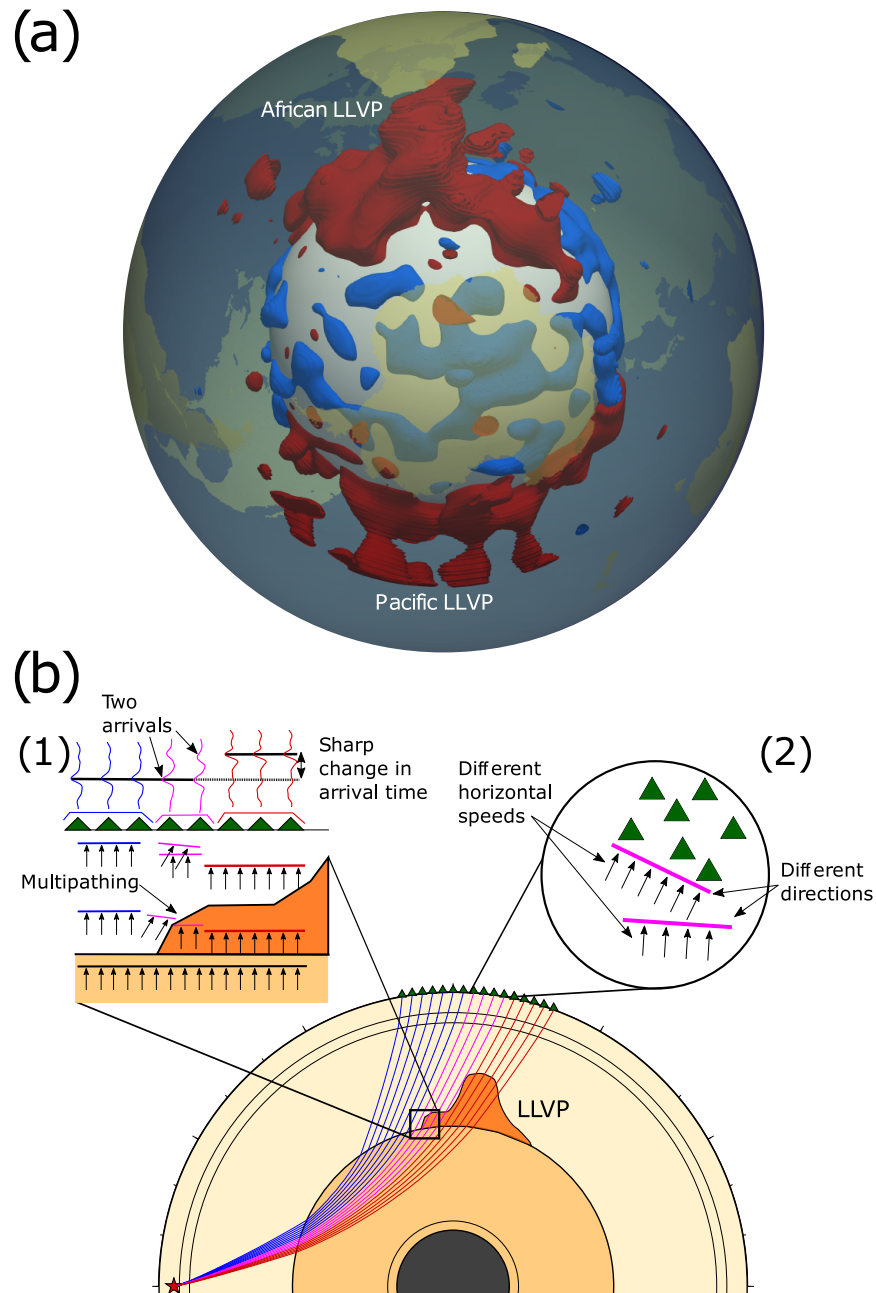 (a)
African LLVP
Pacific LLVP
(b)
Two
arrivals
(1)
Sharp
change in
arrival time
Multipathing
(2)
Different
horizontal
speeds
Different
directions
LLVP